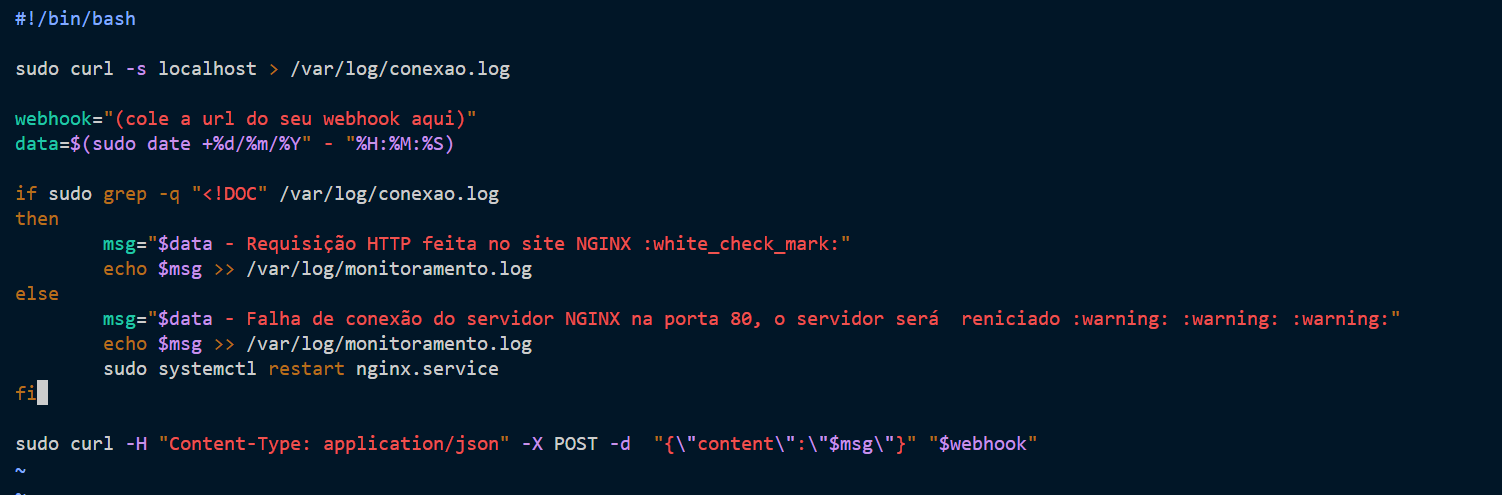 #!/bin/bash
sudo curl -s localhost > /var/log/conexao.log
webhook="(cole a url do seu webhook aqui)"
data=$(sudo date +%d/%m/%Y" - "%H:%M:%S)
if sudo grep -q "<!DOC" /var/log/conexao.log
then
        msg="$data - Requisição HTTP feita no site NGINX :white_check_mark:"
        echo $msg >> /var/log/monitoramento.log
else
        msg="$data - Falha de conexão do servidor NGINX na porta 80, o servidor será  reniciado :warning: :warning: :warning:"
        echo $msg >> /var/log/monitoramento.log
        sudo systemctl restart nginx.service
fi
sudo curl -H "Content-Type: application/json" -X POST -d  "{\"content\":\"$msg\"}" "$webhook"
~
~